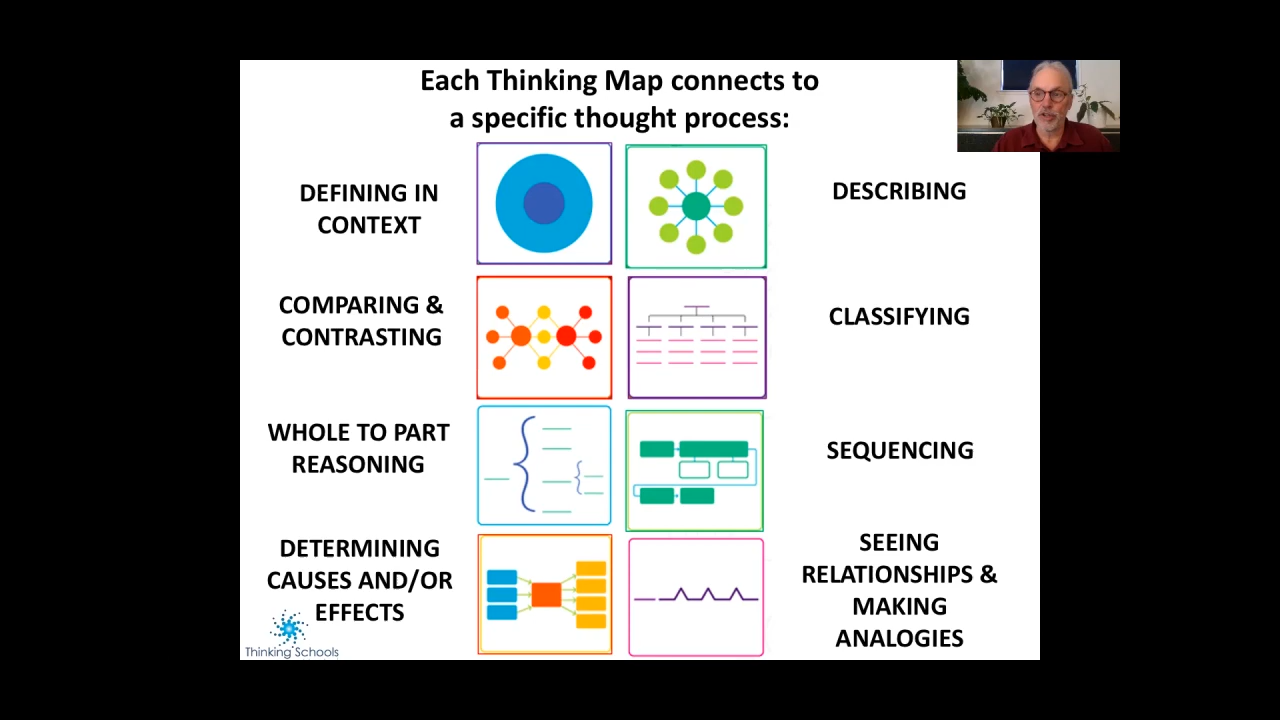 Each Thinking Map connects to
a specific thought process:
DEFINING IN
CONTEXT
DESCRIBING
COMPARING &
CONTRASTING
CLASSIFYING
WHOLE TO PART
REASONING
SEQUENCING
DETERMINING
CAUSES AND/OR
EFFECTS
SEEING
RELATIONSHIPS &
MAKING
ANALOGIES
Thinking Schools